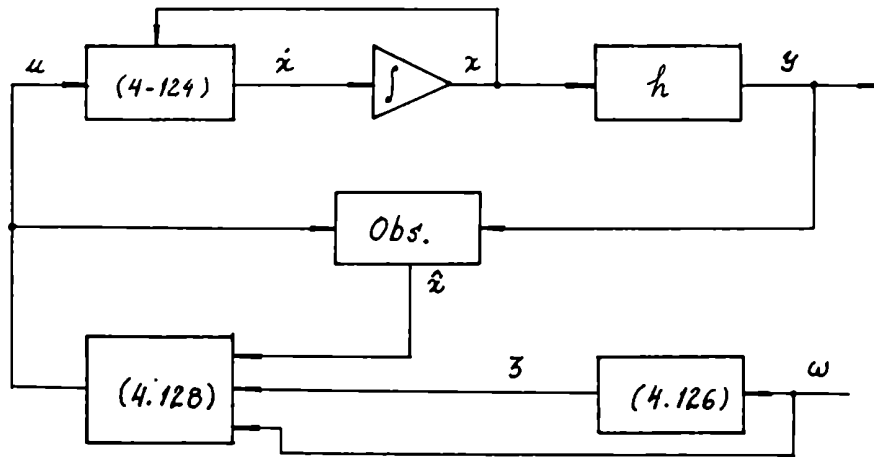 u
(4-124)
ẋ
∫
x
h
y
Obs.
x̂
(4.128)
3
(4.126)
ω